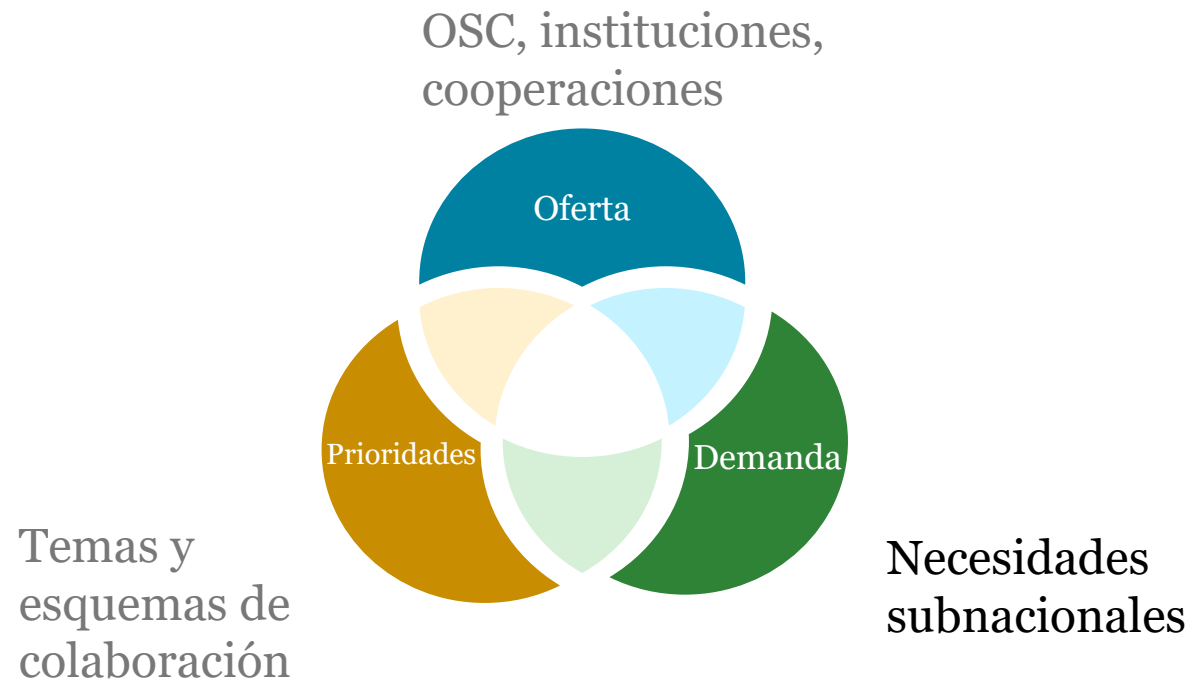 OSC, instituciones,
cooperaciones
Oferta
Prioridades
Demanda
Temas y
esquemas de
colaboración
Necesidades
subnacionales